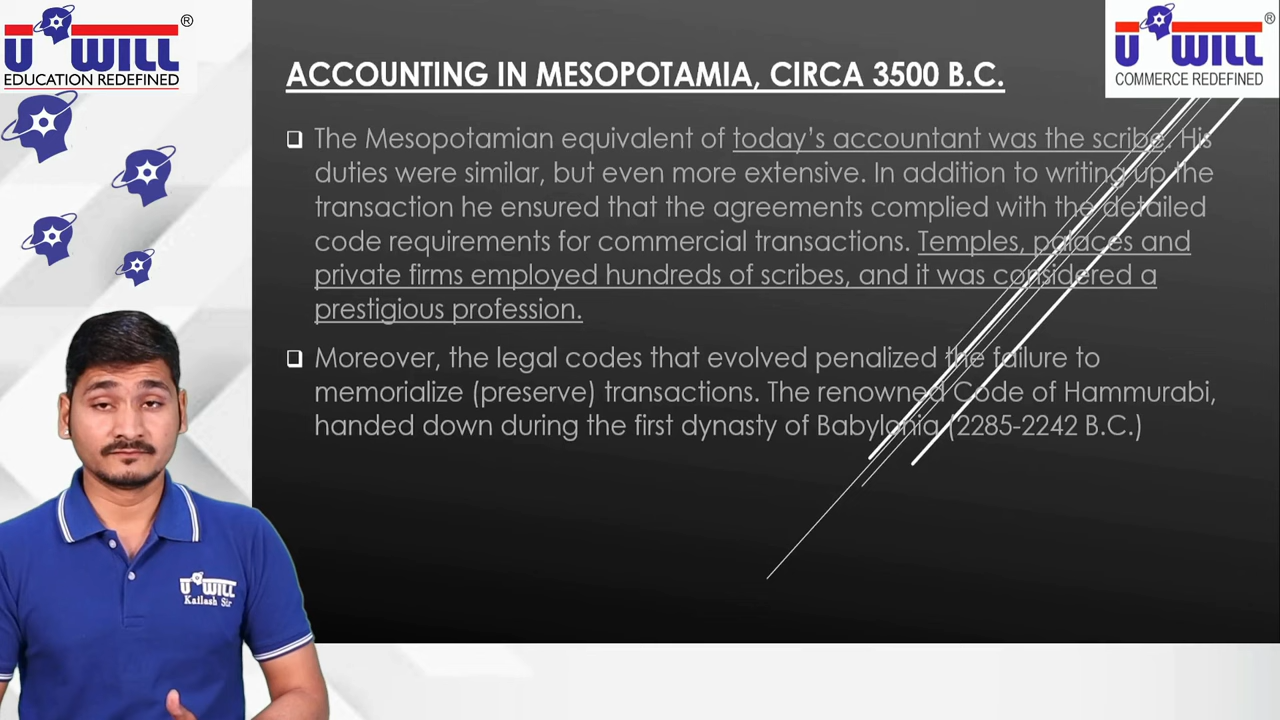 U WILL
EDUCATION REDEFINED
U WILL
COMMERCE REDEFINED
ACCOUNTING IN MESOPOTAMIA, CIRCA 3500 B.C.
The Mesopotamian equivalent of today's accountant was the scribe. His
duties were similar, but even more extensive. In addition to writing up the
transaction he ensured that the agreements complied with the detailed
code requirements for commercial transactions. Temples, palaces and
private firms employed hundreds of scribes, and it was considered a
prestigious profession.
Moreover, the legal codes that evolved penalized the failure to
memorialize (preserve) transactions. The renowned Code of Hammurabi,
handed down during the first dynasty of Babylonia (2285-2242 B.C.)
U WILL
Kailash Sir